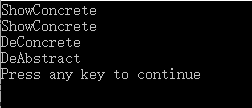 ShowConcrete
ShowConcrete
DeConcrete
DeAbstract
Press any key to continue